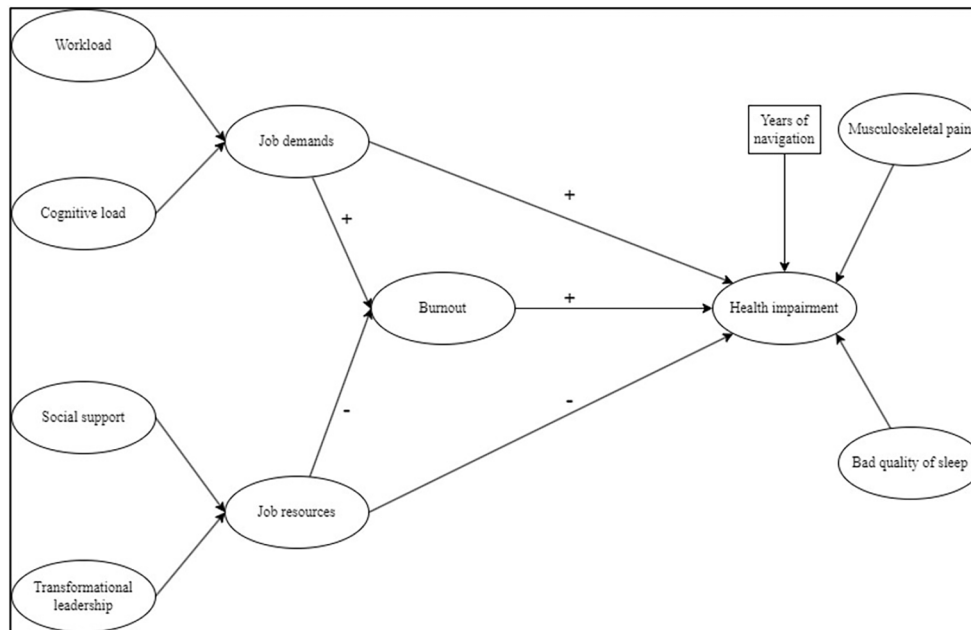 Workload
Job demands
Years of
navigation
Musculoskeletal pain
+
+
Cognitive load
Burnout
+
Health impairment
Social support
-
-
Bad quality of sleep
Job resources
Transformational
leadership